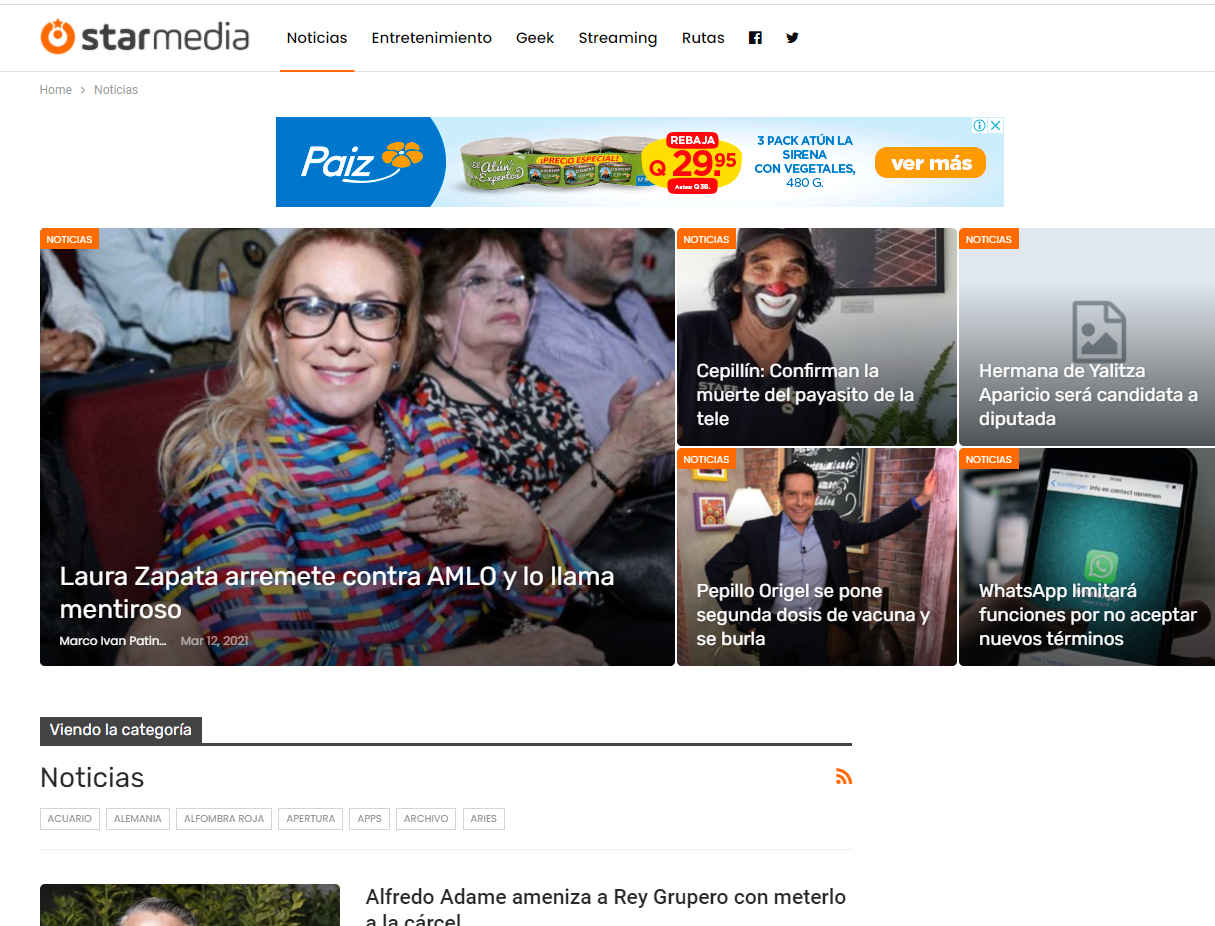 starmedia
Noticias Entretenimiento Geek Streaming Rutas
Home > Noticias
Paiz
Atún
Expertos
¡PRECIO ESPECIAL!
REBAJA
Q 29.95
Antes: Q38.
3 PACK ATÚN LA
SIRENA
CON VEGETALES,
480 G.
ver más
NOTICIAS
Laura Zapata arremete contra AMLO y lo llama
mentiroso
Marco Ivan Patin... Mar 12, 2021
NOTICIAS
STAFF
Cepillín: Confirman la
muerte del payasito de la
tele
NOTICIAS
Hermana de Yalitza
Aparicio será candidata a
diputada
NOTICIAS
Pepillo Origel se pone
segunda dosis de vacuna y
se burla
NOTICIAS
info en contact opnemen
WhatsApp limitará
funciones por no aceptar
nuevos términos
Viendo la categoría
Noticias
ACUARIO ALEMANIA ALFOMBRA ROJA APERTURA APPS ARCHIVO ARIES
Alfredo Adame ameniza a Rey Grupero con meterlo
a la cárcel